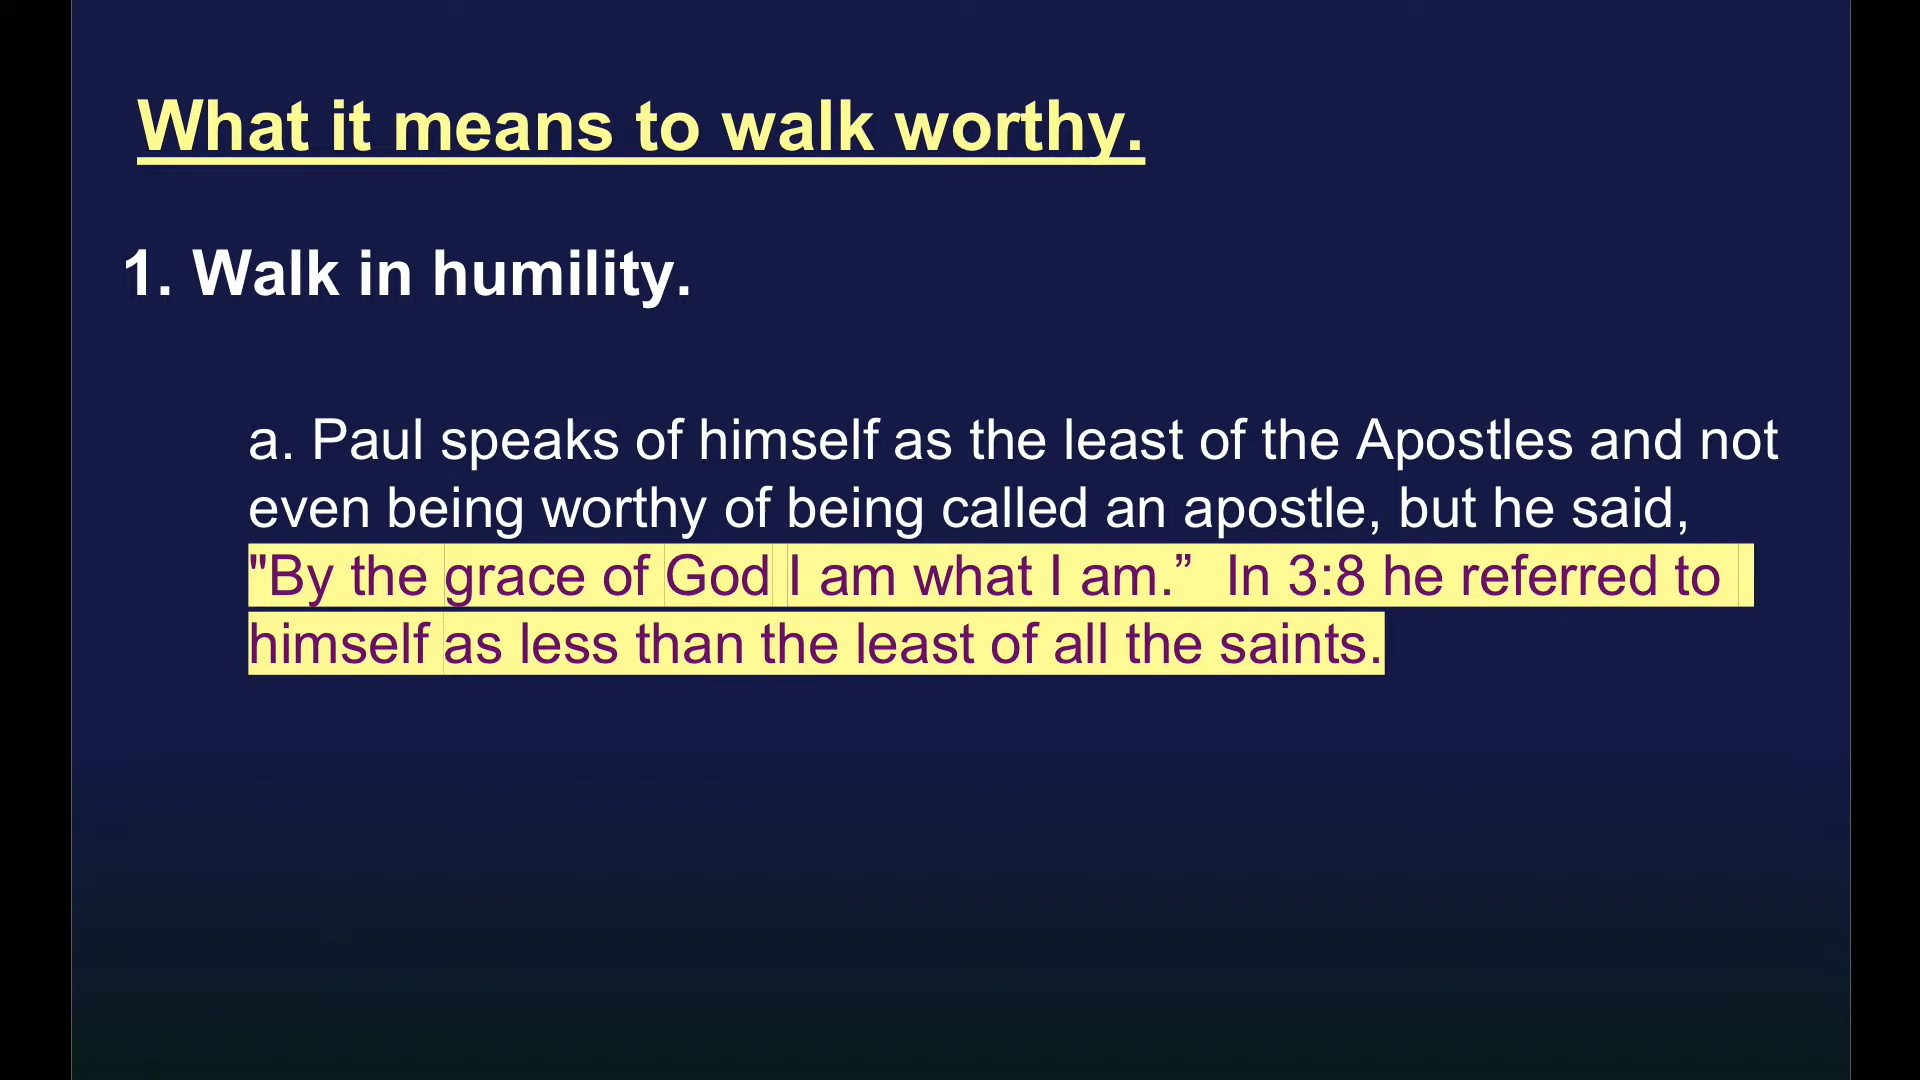 What it means to walk worthy.
1. Walk in humility.
a. Paul speaks of himself as the least of the Apostles and not
even being worthy of being called an apostle, but he said,
"By the grace of God I am what I am.”  In 3:8 he referred to
himself as less than the least of all the saints.